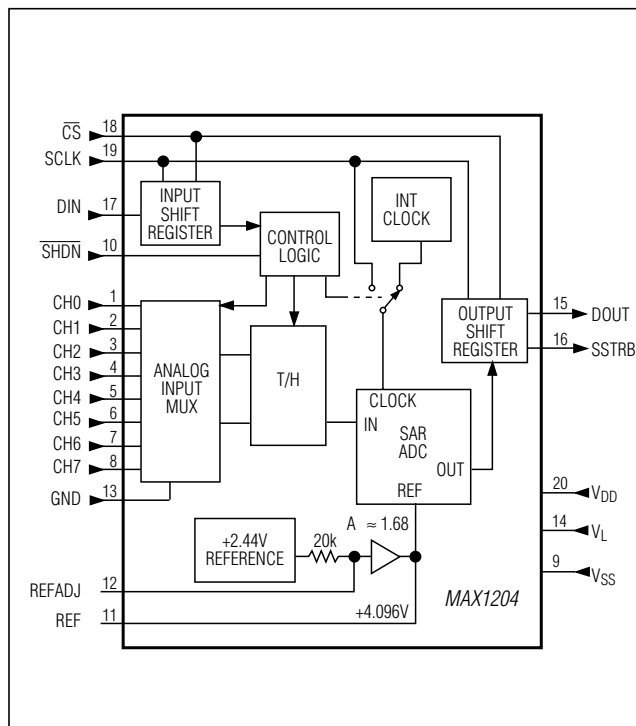 CS 18
SCLK 19
DIN 17
SHDN 10
CH0 1
CH1 2
CH2 3
CH3 4
CH4 5
CH5 6
CH6 7
CH7 8
GND 13
REFADJ 12
REF 11
INPUT
SHIFT
REGISTER
CONTROL
LOGIC
INT
CLOCK
ANALOG
INPUT
MUX
T/H
CLOCK
IN
SAR
ADC
OUT
REF
OUTPUT
SHIFT
REGISTER
15 DOUT
16 SSTRB
20 VDD
14 VL
9 VSS
+2.44V
REFERENCE
20k
A ≈ 1.68
+4.096V
MAX1204